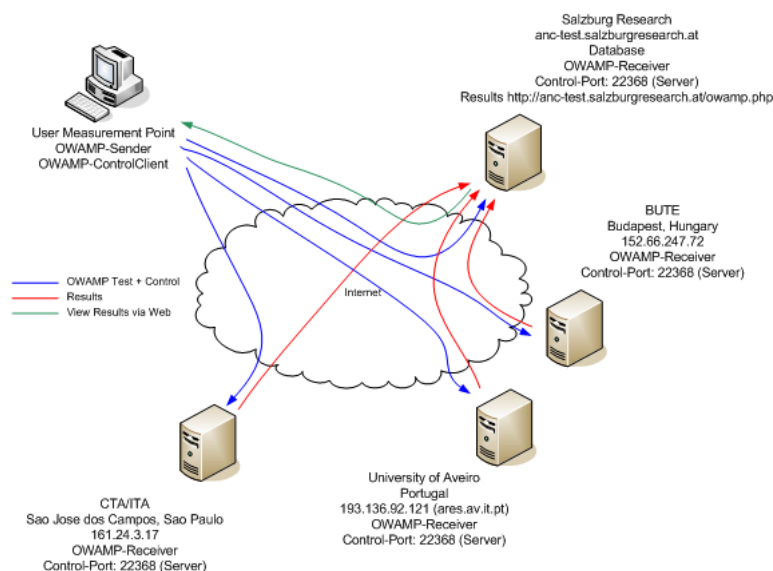 Salzburg Research
anc-test.salzburgresearch.at
Database
OWAMP-Receiver
Control-Port: 22368 (Server)
Results http://anc-test.salzburgresearch.at/owamp.php
User Measurement Point
OWAMP-Sender
OWAMP-ControlClient
BUTE
Budapest, Hungary
152.66.247.72
OWAMP-Receiver
Control-Port: 22368 (Server)
OWAMP Test + Control
Results
View Results via Web
Internet
University of Aveiro
Portugal
193.136.92.121 (ares.av.it.pt)
OWAMP-Receiver
Control-Port: 22368 (Server)
CTA/ITA
Sao Jose dos Campos, Sao Paulo
161.24.3.17
OWAMP-Receiver
Control-Port: 22368 (Server)